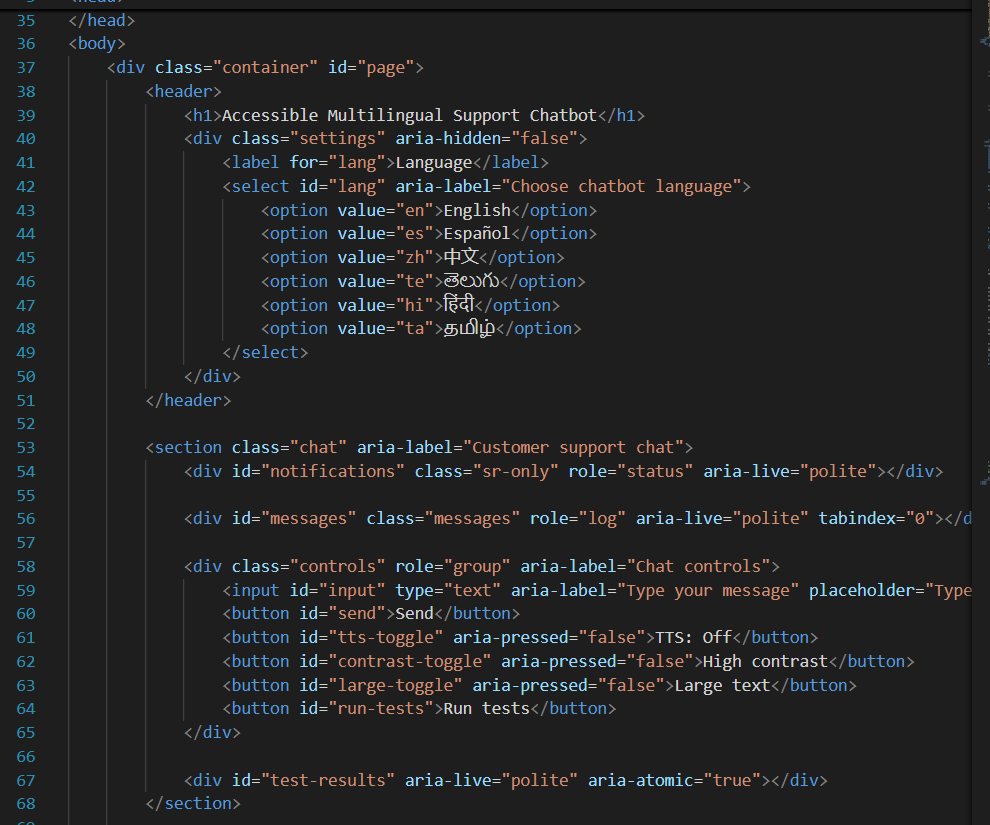 35 </head>
36 <body>
37 <div class="container" id="page">
38 <header>
39 <h1>Accessible Multilingual Support Chatbot</h1>
40 <div class="settings" aria-hidden="false">
41 <label for="lang">Language</label>
42 <select id="lang" aria-label="Choose chatbot language">
43 <option value="en">English</option>
44 <option value="es">Español</option>
45 <option value="zh">中文</option>
46 <option value="te">తెలుగు</option>
47 <option value="hi">हिंदी</option>
48 <option value="ta">தமிழ்</option>
49 </select>
50 </div>
51 </header>
52
53 <section class="chat" aria-label="Customer support chat">
54 <div id="notifications" class="sr-only" role="status" aria-live="polite"></div>
55
56 <div id="messages" class="messages" role="log" aria-live="polite" tabindex="0"></d
57
58 <div class="controls" role="group" aria-label="Chat controls">
59 <input id="input" type="text" aria-label="Type your message" placeholder="Type
60 <button id="send">Send</button>
61 <button id="tts-toggle" aria-pressed="false">TTS: Off</button>
62 <button id="contrast-toggle" aria-pressed="false">High contrast</button>
63 <button id="large-toggle" aria-pressed="false">Large text</button>
64 <button id="run-tests">Run tests</button>
65 </div>
66
67 <div id="test-results" aria-live="polite" aria-atomic="true"></div>
68 </section>